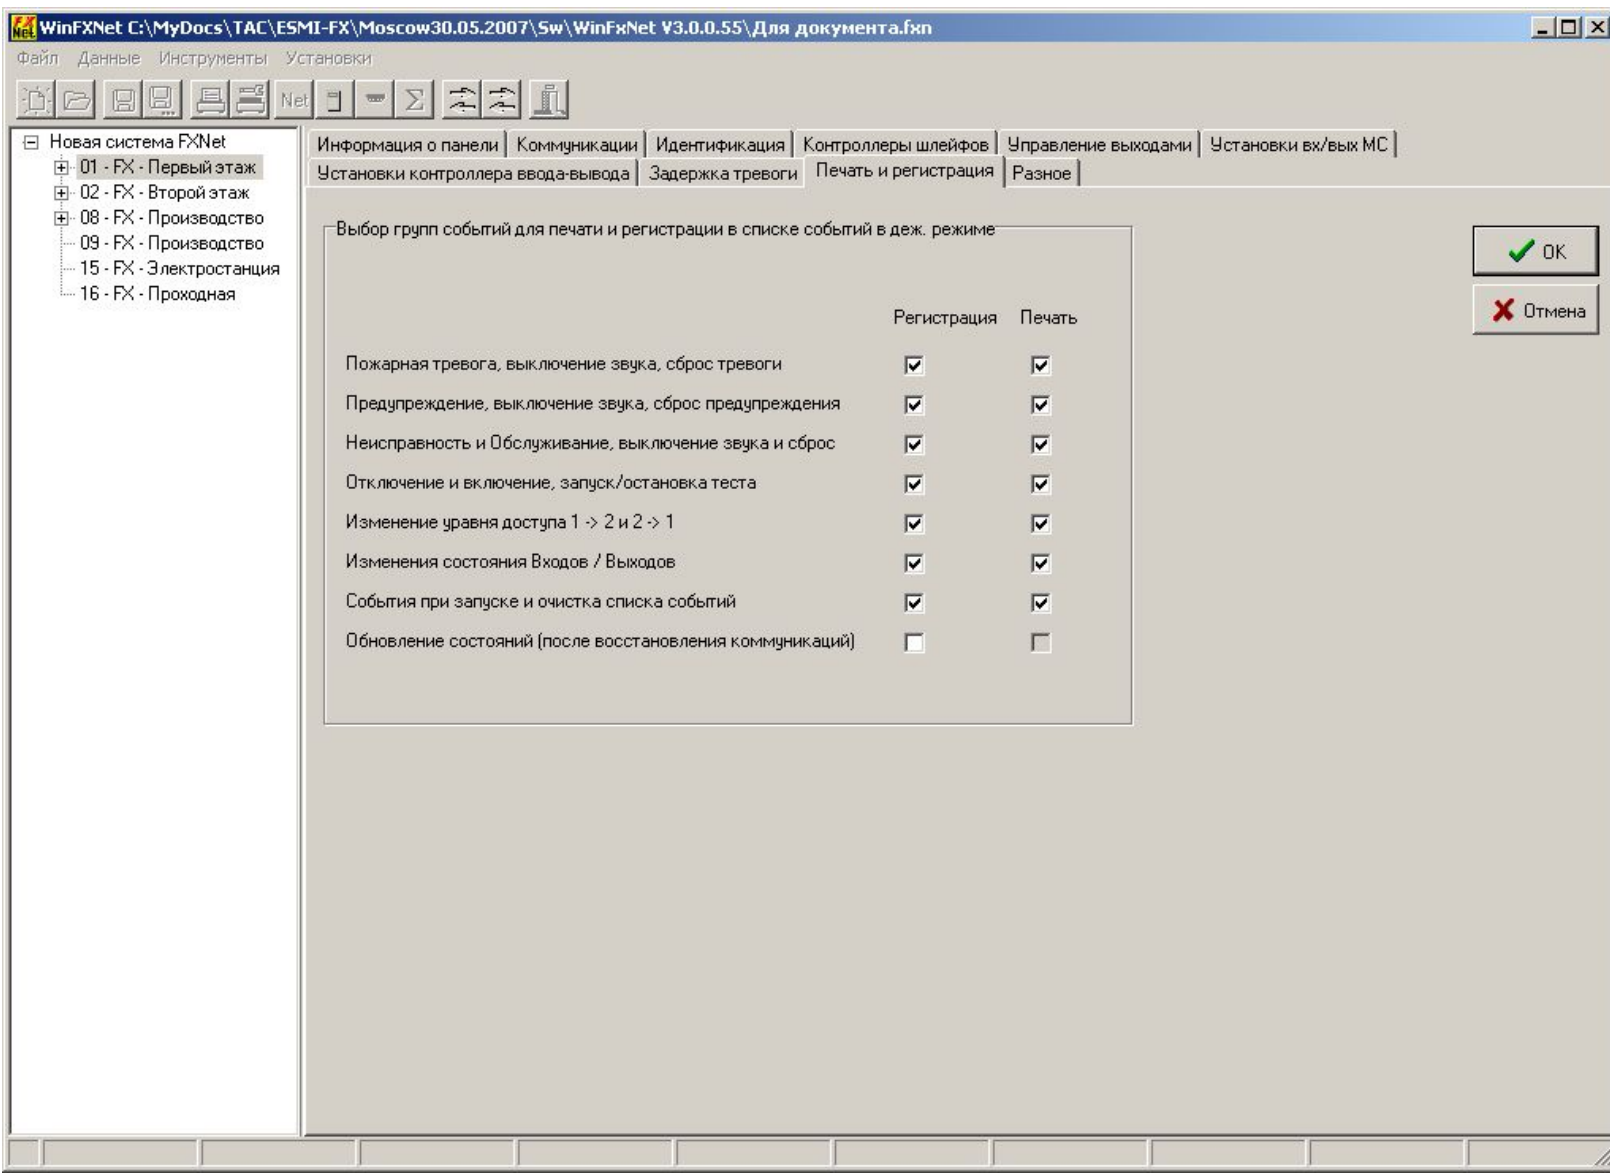 WinFXNet C:\MyDocs\TAC\ESMI-FX\Moscow30.05.2007\Sw\WinFxNet V3.0.0.55\Для документа.fxn
Файл Данные Инструменты Установки
Net
Новая система FXNet
01 - FX - Первый этаж
02 - FX - Второй этаж
08 - FX - Производство
09 - FX - Производство
15 - FX - Электростанция
16 - FX - Проходная
Информация о панели Коммуникации Идентификация Контроллеры шлейфов Управление выходами Установки вх/вых МС
Установки контроллера ввода-вывода Задержка тревоги Печать и регистрация Разное
Выбор групп событий для печати и регистрации в списке событий в деж. режиме
Регистрация Печать
Пожарная тревога, выключение звука, сброс тревоги
Предупреждение, выключение звука, сброс предупреждения
Неисправность и Обслуживание, выключение звука и сброс
Отключение и включение, запуск/остановка теста
Изменение уравня доступа 1 -> 2 и 2 -> 1
Изменения состояния Входов / Выходов
События при запуске и очистка списка событий
Обновление состояний (после восстановления коммуникаций)
OK
Отмена